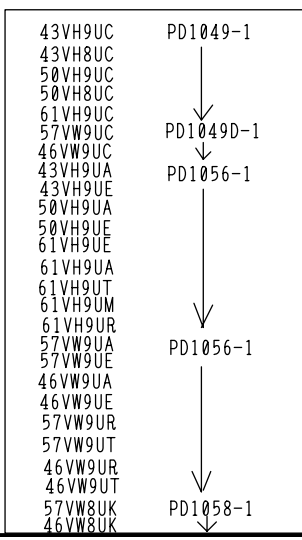 43VH9UC PD1049-1
43VH8UC
50VH9UC
50VH8UC
61VH9UC
57VW9UC PD1049D-1
46VW9UC
43VH9UA PD1056-1
43VH9UE
50VH9UA
50VH9UE
61VH9UE
61VH9UA
61VH9UT
61VH9UM
61VH9UR
57VW9UA PD1056-1
57VW9UE
46VW9UA
46VW9UE
57VW9UR
57VW9UT
46VW9UR
46VW9UT
57VW8UK PD1058-1
46VW8UK